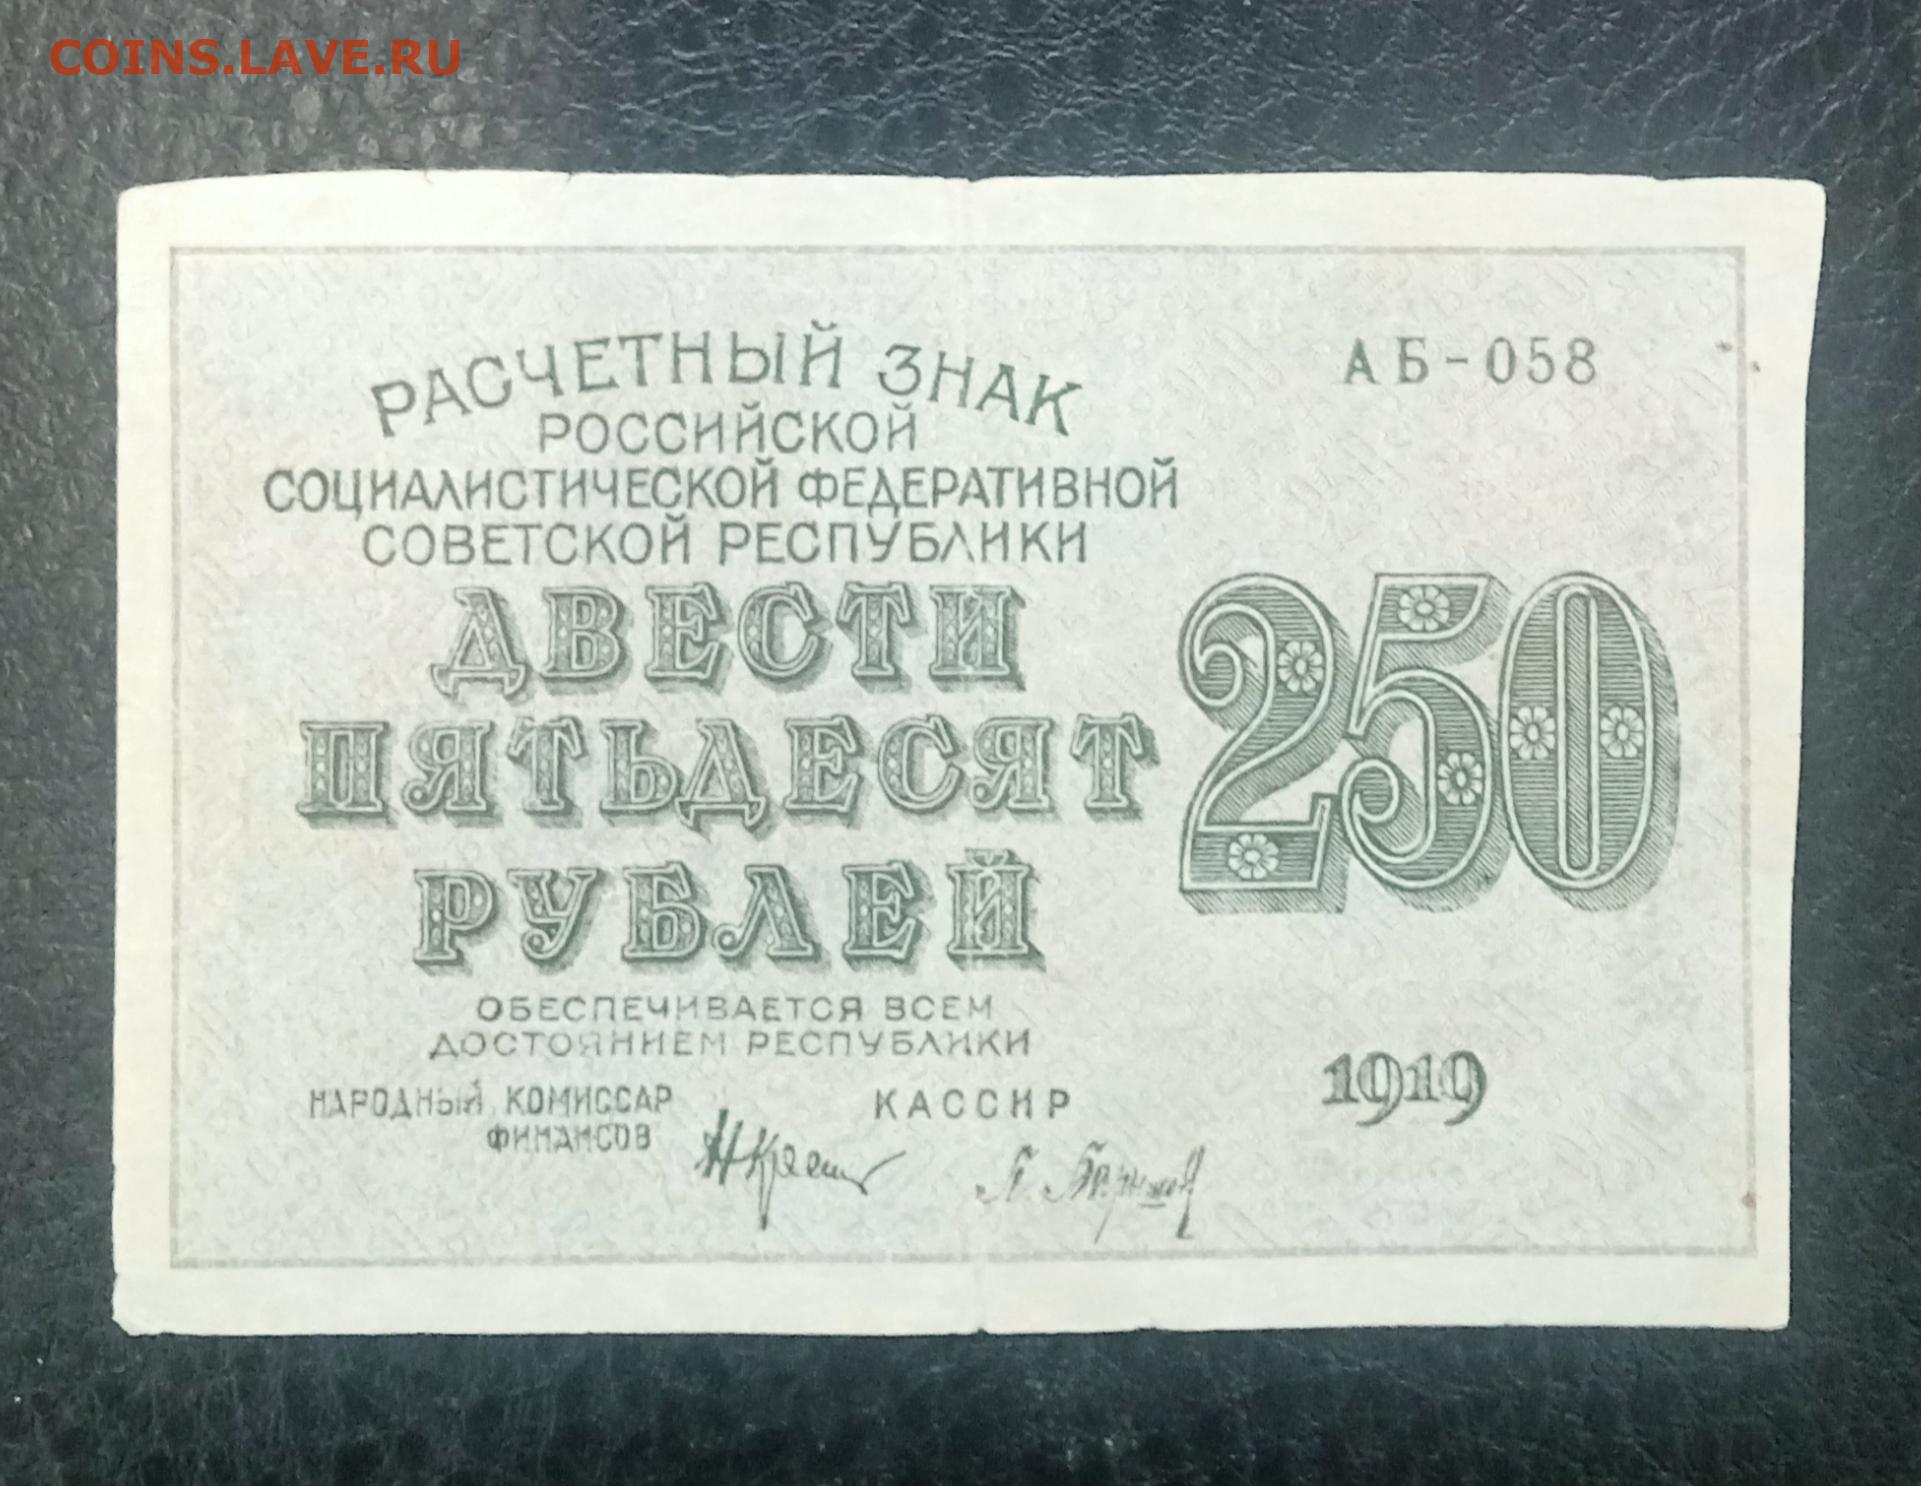 COINS.LAVE.RU
РАСЧЕТНЫЙ ЗНАК
РОССИЙСКОЙ
СОЦИАЛИСТИЧЕСКОЙ ФЕДЕРАТИВНОЙ
СОВЕТСКОЙ РЕСПУБЛИКИ
АБ-058
ДВЕСТИ
ПЯТЬДЕСЯТ
РУБЛЕЙ
250
ОБЕСПЕЧИВАЕТСЯ ВСЕМ
ДОСТОЯНИЕМ РЕСПУБЛИКИ
НАРОДНЫЙ КОМИССАР
ФИНАНСОВ
КАССИР
1919